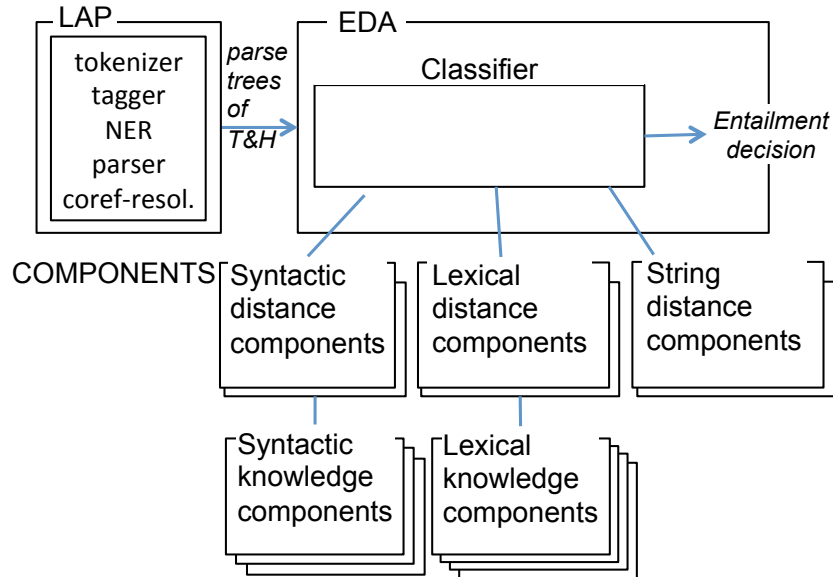 LAP
tokenizer
tagger
NER
parser
coref-resol.
parse
trees
of
T&H
EDA
Classifier
Entailment
decision
COMPONENTS
Syntactic
distance
components
Lexical
distance
components
String
distance
components
Syntactic
knowledge
components
Lexical
knowledge
components